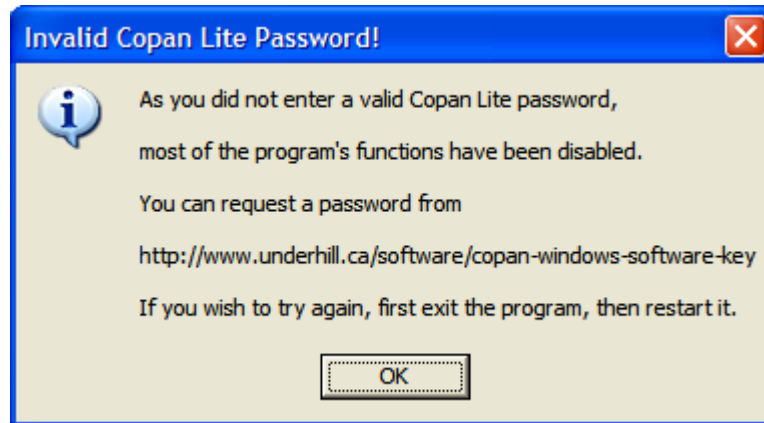 Invalid Copan Lite Password!
As you did not enter a valid Copan Lite password,
most of the program's functions have been disabled.
You can request a password from
http://www.underhill.ca/software/copan-windows-software-key
If you wish to try again, first exit the program, then restart it.
OK